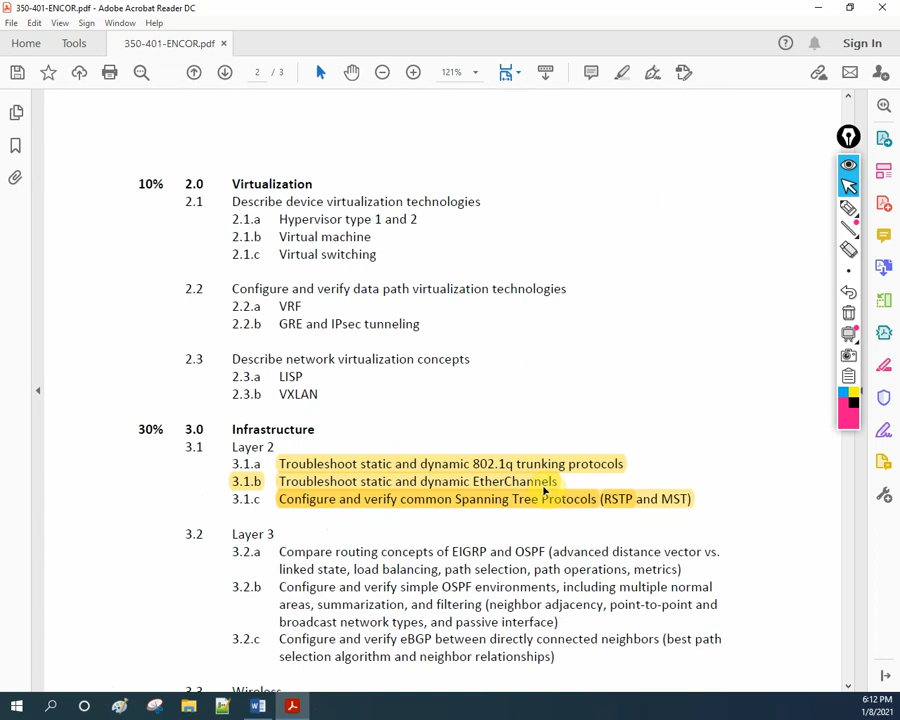 350-401-ENCOR.pdf - Adobe Acrobat Reader DC
File Edit View Sign Window Help
Home Tools 350-401-ENCOR.pdf × Sign In
2 / 3 121%
10% 2.0 Virtualization
2.1 Describe device virtualization technologies
2.1.a Hypervisor type 1 and 2
2.1.b Virtual machine
2.1.c Virtual switching
2.2 Configure and verify data path virtualization technologies
2.2.a VRF
2.2.b GRE and IPsec tunneling
2.3 Describe network virtualization concepts
2.3.a LISP
2.3.b VXLAN
30% 3.0 Infrastructure
3.1 Layer 2
3.1.a Troubleshoot static and dynamic 802.1q trunking protocols
3.1.b Troubleshoot static and dynamic EtherChannels
3.1.c Configure and verify common Spanning Tree Protocols (RSTP and MST)
3.2 Layer 3
3.2.a Compare routing concepts of EIGRP and OSPF (advanced distance vector vs.
linked state, load balancing, path selection, path operations, metrics)
3.2.b Configure and verify simple OSPF environments, including multiple normal
areas, summarization, and filtering (neighbor adjacency, point-to-point and
broadcast network types, and passive interface)
3.2.c Configure and verify eBGP between directly connected neighbors (best path
selection algorithm and neighbor relationships)
3.3 Wireless
6:12 PM
1/8/2021